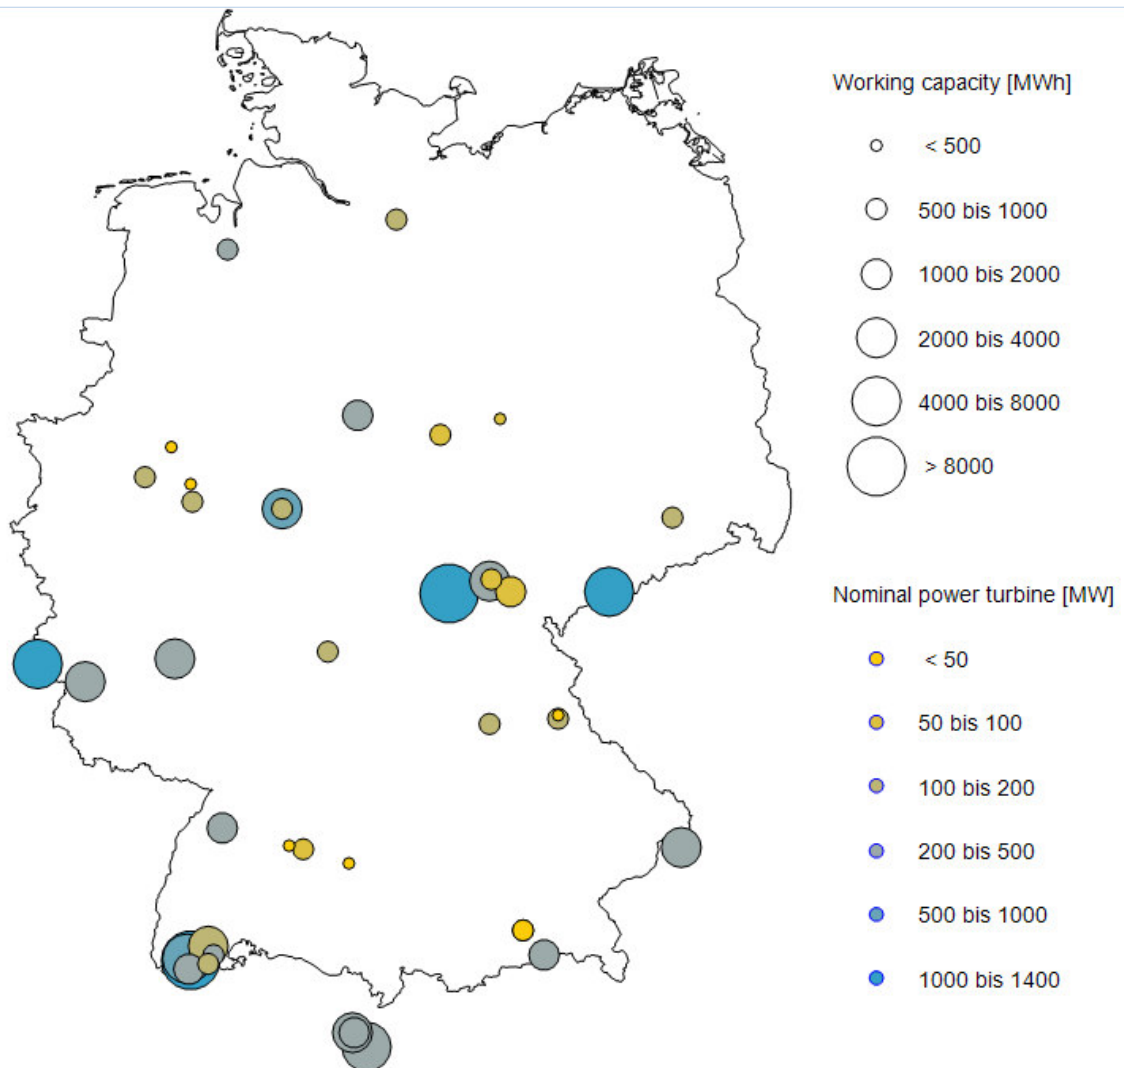 Working capacity [MWh]
< 500
500 bis 1000
1000 bis 2000
2000 bis 4000
4000 bis 8000
> 8000
Nominal power turbine [MW]
< 50
50 bis 100
100 bis 200
200 bis 500
500 bis 1000
1000 bis 1400